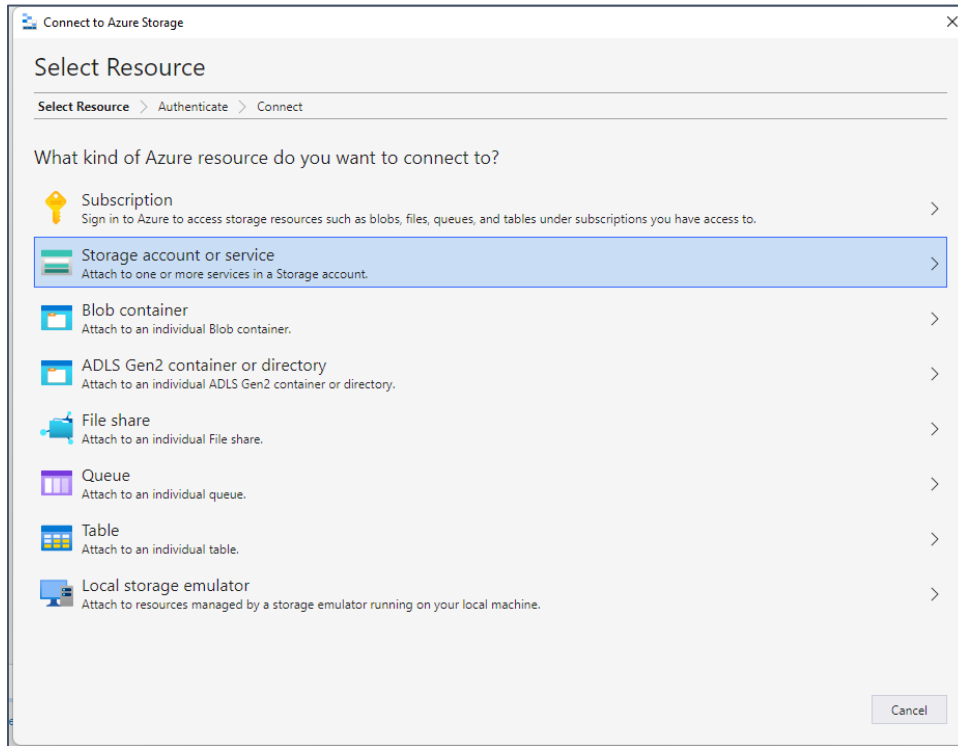 Connect to Azure Storage
Select Resource
Select Resource > Authenticate > Connect
What kind of Azure resource do you want to connect to?
Subscription
Sign in to Azure to access storage resources such as blobs, files, queues, and tables under subscriptions you have access to.
Storage account or service
Attach to one or more services in a Storage account.
Blob container
Attach to an individual Blob container.
ADLS Gen2 container or directory
Attach to an individual ADLS Gen2 container or directory.
File share
Attach to an individual File share.
Queue
Attach to an individual queue.
Table
Attach to an individual table.
Local storage emulator
Attach to resources managed by a storage emulator running on your local machine.
Cancel